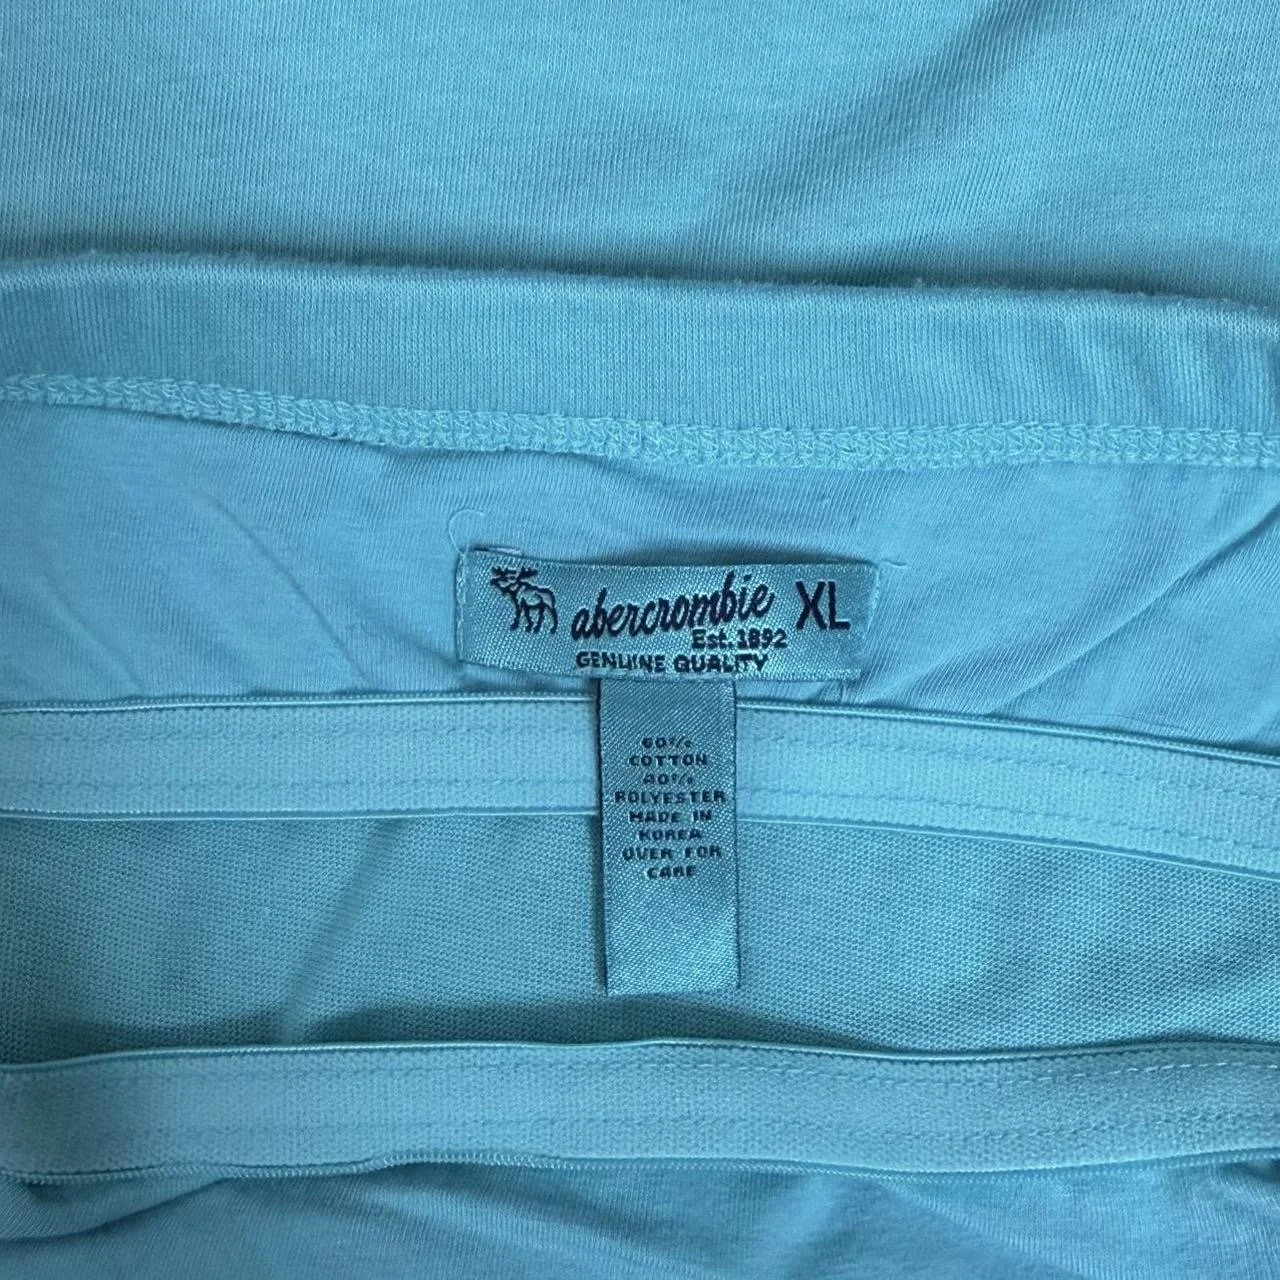 abercrombie XL
Est. 1892
GENUINE QUALITY
60%
COTTON
40%
POLYESTER
MADE IN
KOREA
OVER FOR
CARE